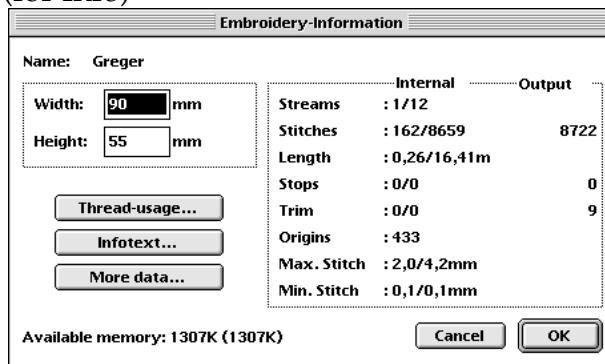 Embroidery-Information
Name: Greger
Width: 90 mm
Height: 55 mm
Thread-usage...
Infotext...
More data...
Internal Output
Streams : 1/12
Stitches : 162/8659 8722
Length : 0,26/16,41m
Stops : 0/0 0
Trim : 0/0 9
Origins : 433
Max. Stitch : 2,0/4,2mm
Min. Stitch : 0,1/0,1mm
Available memory: 1307K (1307K)
Cancel OK